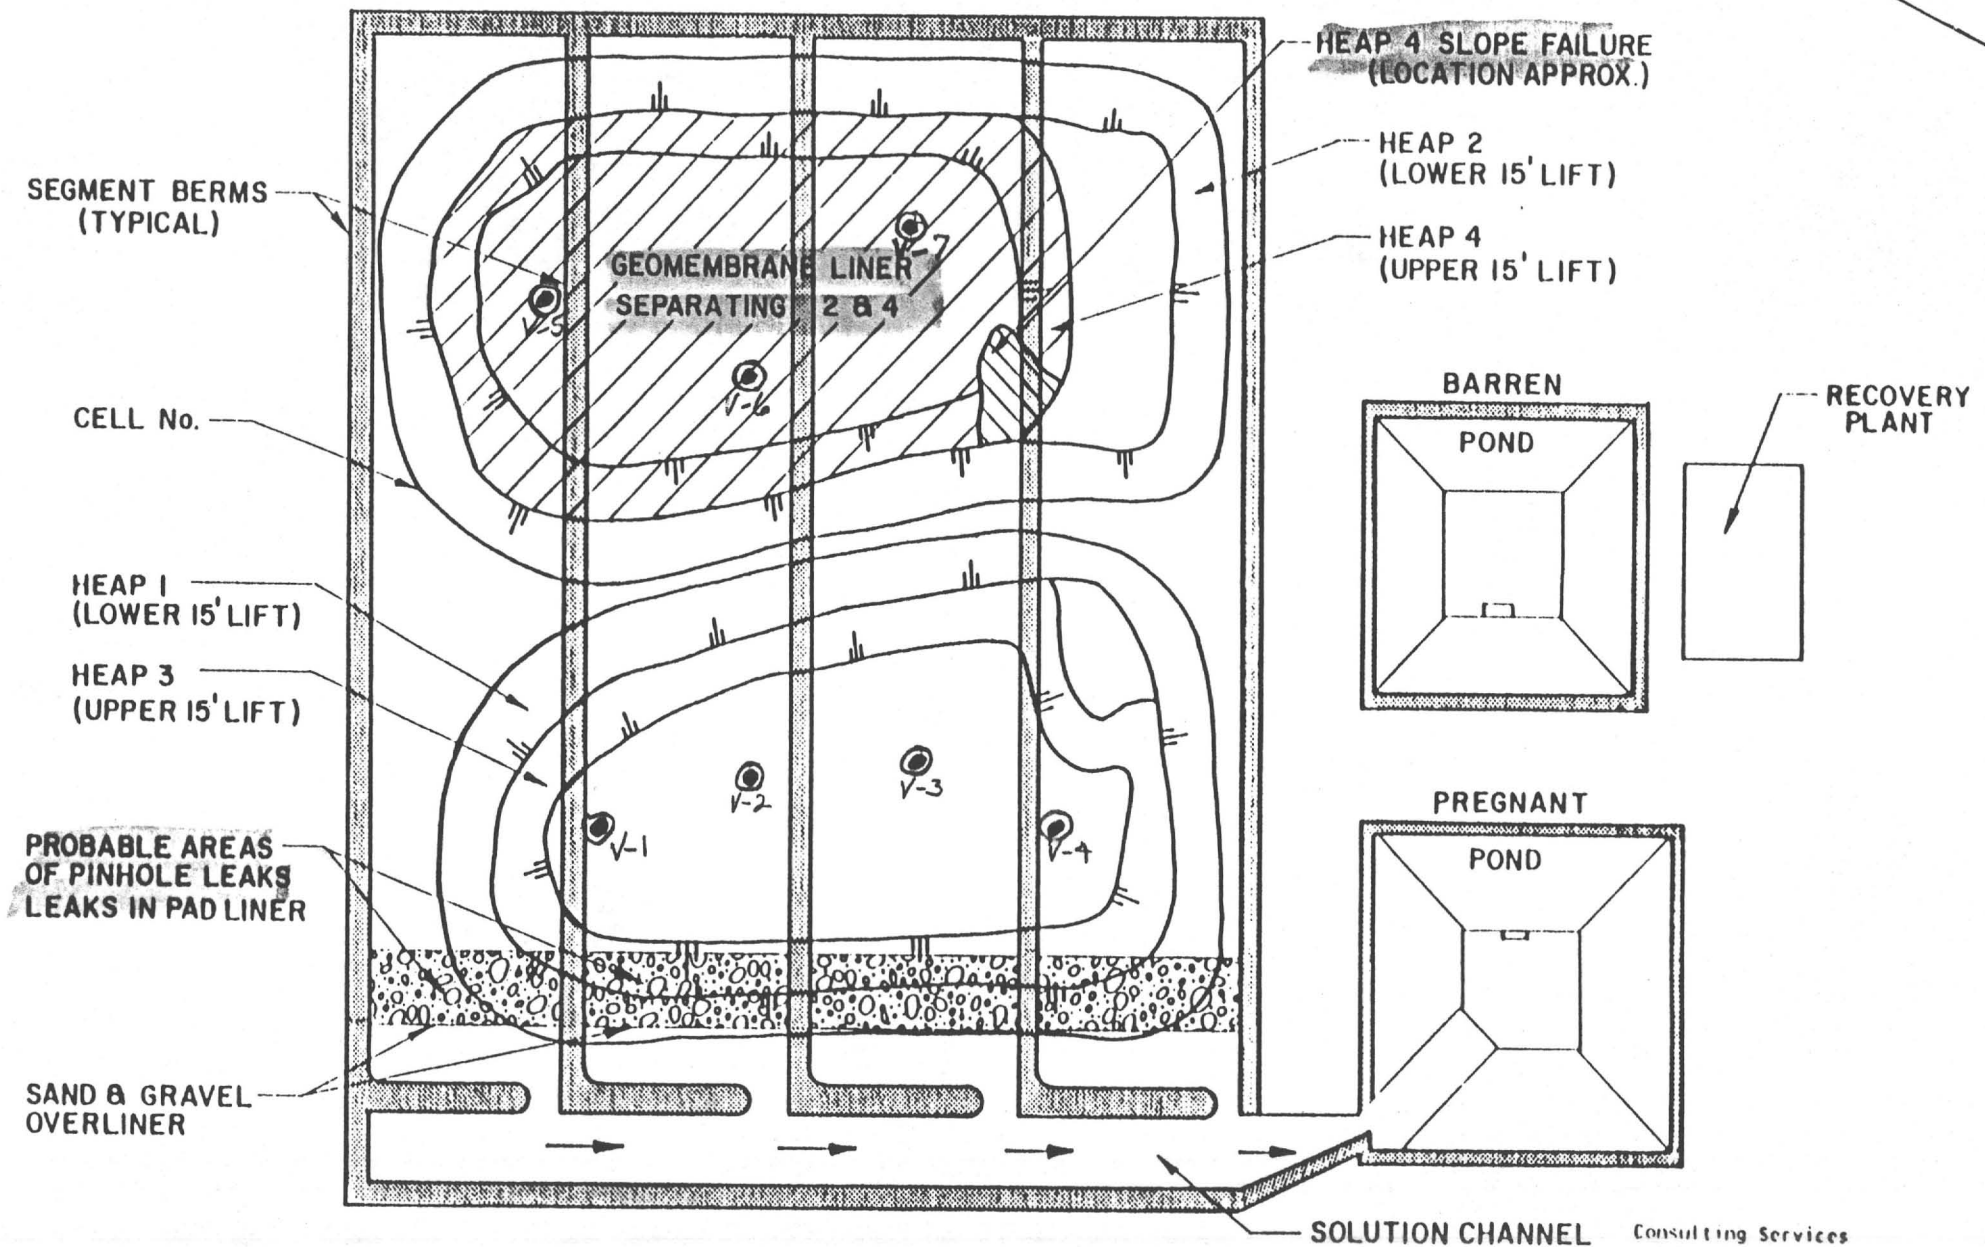 HEAP 4 SLOPE FAILURE
(LOCATION APPROX.)
HEAP 2
(LOWER 15' LIFT)
HEAP 4
(UPPER 15' LIFT)
SEGMENT BERMS
(TYPICAL)
V-7
GEOMEMBRANE LINER
SEPARATING 2 & 4
V-5
V-6
CELL No.
BARREN
POND
RECOVERY
PLANT
HEAP 1
(LOWER 15' LIFT)
HEAP 3
(UPPER 15' LIFT)
V-2
V-3
V-1
V-4
PREGNANT
POND
PROBABLE AREAS
OF PINHOLE LEAKS
LEAKS IN PAD LINER
SAND & GRAVEL
OVERLINER
SOLUTION CHANNEL
Consulting Services